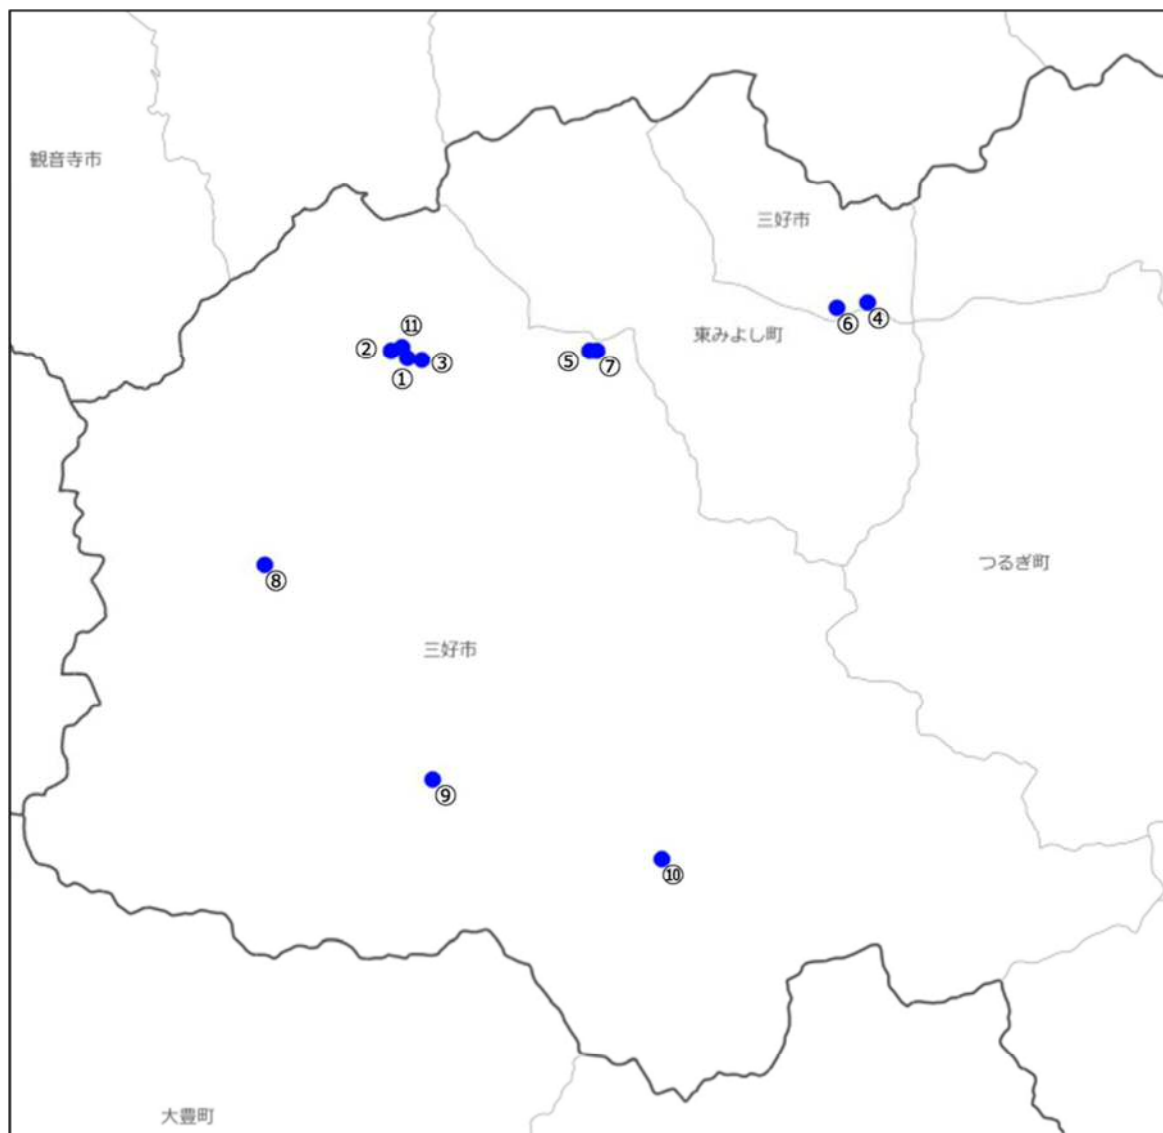 観音寺市
三好市
⑥
④
東みよし町
⑪
②
①
③
⑤
⑦
つるぎ町
⑧
三好市
⑨
⑩
大豊町